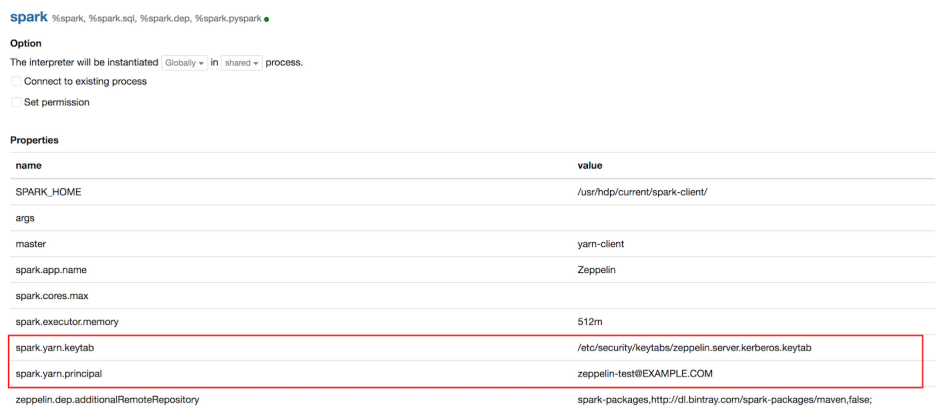 spark %spark, %spark.sql, %spark.dep, %spark.pyspark
Option
The interpreter will be instantiated Globally in shared process.
Connect to existing process
Set permission
Properties
name value
SPARK_HOME /usr/hdp/current/spark-client/
args
master yarn-client
spark.app.name Zeppelin
spark.cores.max
spark.executor.memory 512m
spark.yarn.keytab /etc/security/keytabs/zeppelin.server.kerberos.keytab
spark.yarn.principal zeppelin-test@EXAMPLE.COM
zeppelin.dep.additionalRemoteRepository spark-packages,http://dl.bintray.com/spark-packages/maven,false;